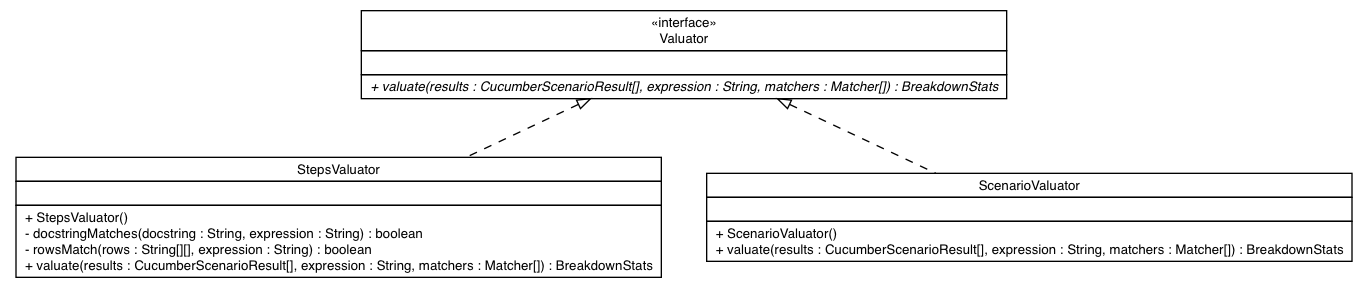 «interface»
Valuator
+ valuate(results : CucumberScenarioResult[], expression : String, matchers : Matcher[]) : BreakdownStats
StepsValuator
+ StepsValuator()
- docstringMatches(docstring : String, expression : String) : boolean
- rowsMatch(rows : String[][], expression : String) : boolean
+ valuate(results : CucumberScenarioResult[], expression : String, matchers : Matcher[]) : BreakdownStats
ScenarioValuator
+ ScenarioValuator()
+ valuate(results : CucumberScenarioResult[], expression : String, matchers : Matcher[]) : BreakdownStats